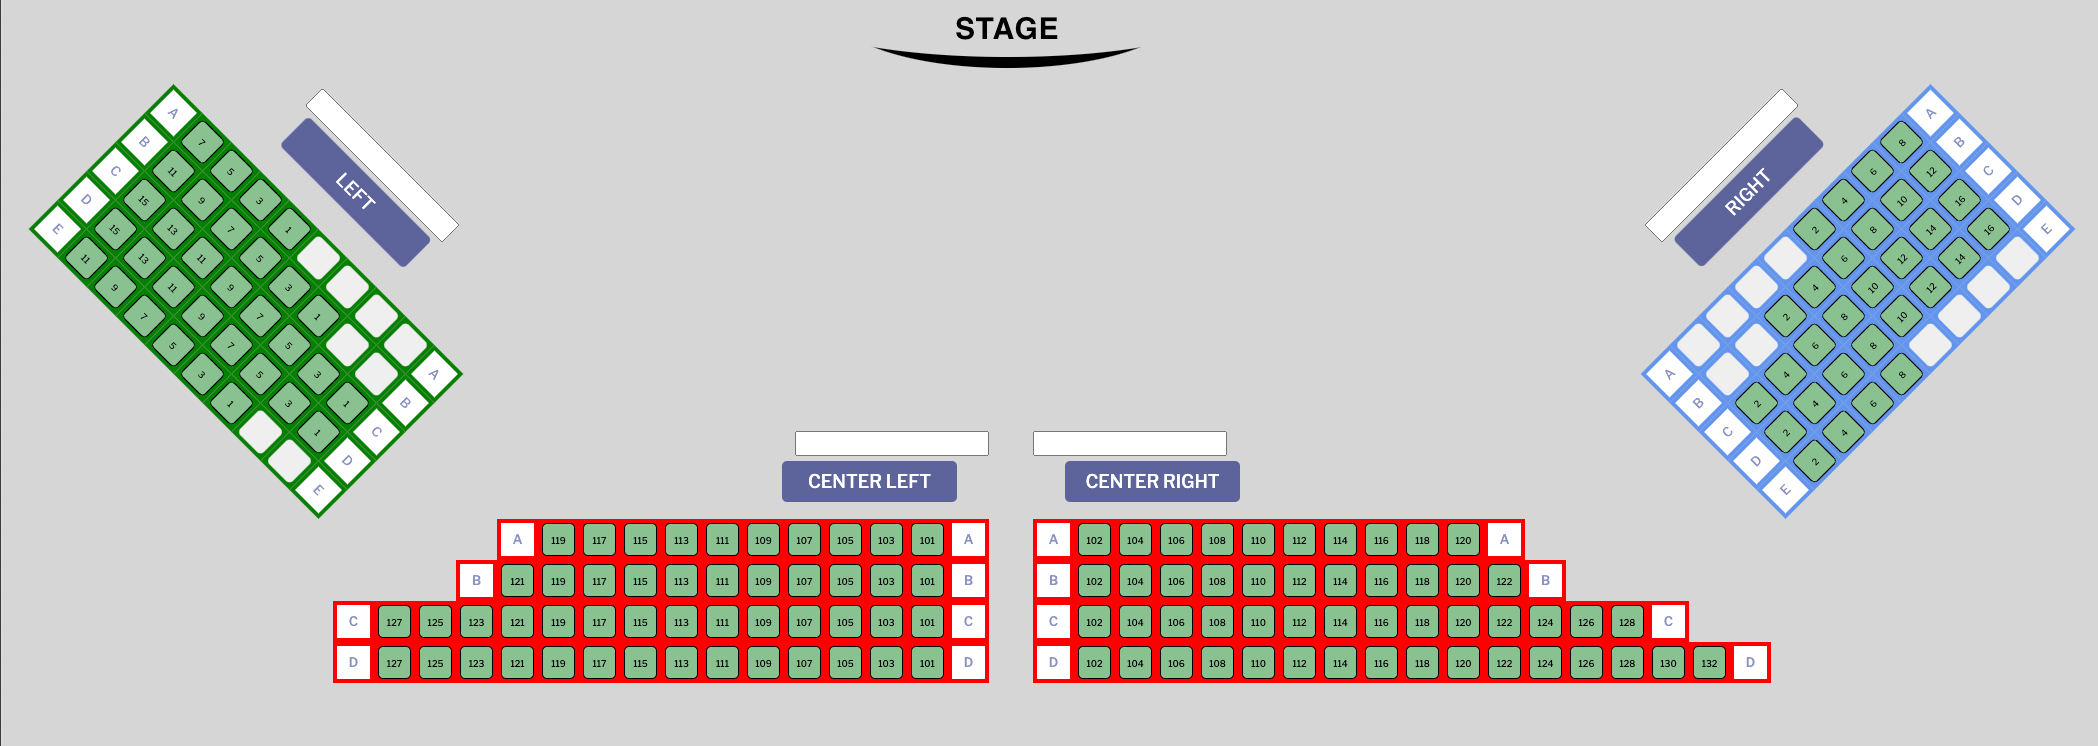 STAGE
LEFT
A 7 5 3 1 A
B 11 9 7 5 3 1 B
C 15 13 11 9 7 5 3 1 C
D 15 13 11 9 7 5 3 1 D
E 11 9 7 5 3 1 E
RIGHT
A 2 4 6 8 A
B 2 4 6 8 10 12 B
C 2 4 6 8 10 12 14 16 C
D 2 4 6 8 10 12 14 16 D
E 2 4 6 8 E
CENTER LEFT
A 119 117 115 113 111 109 107 105 103 101 A
B 121 119 117 115 113 111 109 107 105 103 101 B
C 127 125 123 121 119 117 115 113 111 109 107 105 103 101 C
D 127 125 123 121 119 117 115 113 111 109 107 105 103 101 D
CENTER RIGHT
A 102 104 106 108 110 112 114 116 118 120 A
B 102 104 106 108 110 112 114 116 118 120 122 B
C 102 104 106 108 110 112 114 116 118 120 122 124 126 128 C
D 102 104 106 108 110 112 114 116 118 120 122 124 126 128 130 132 D